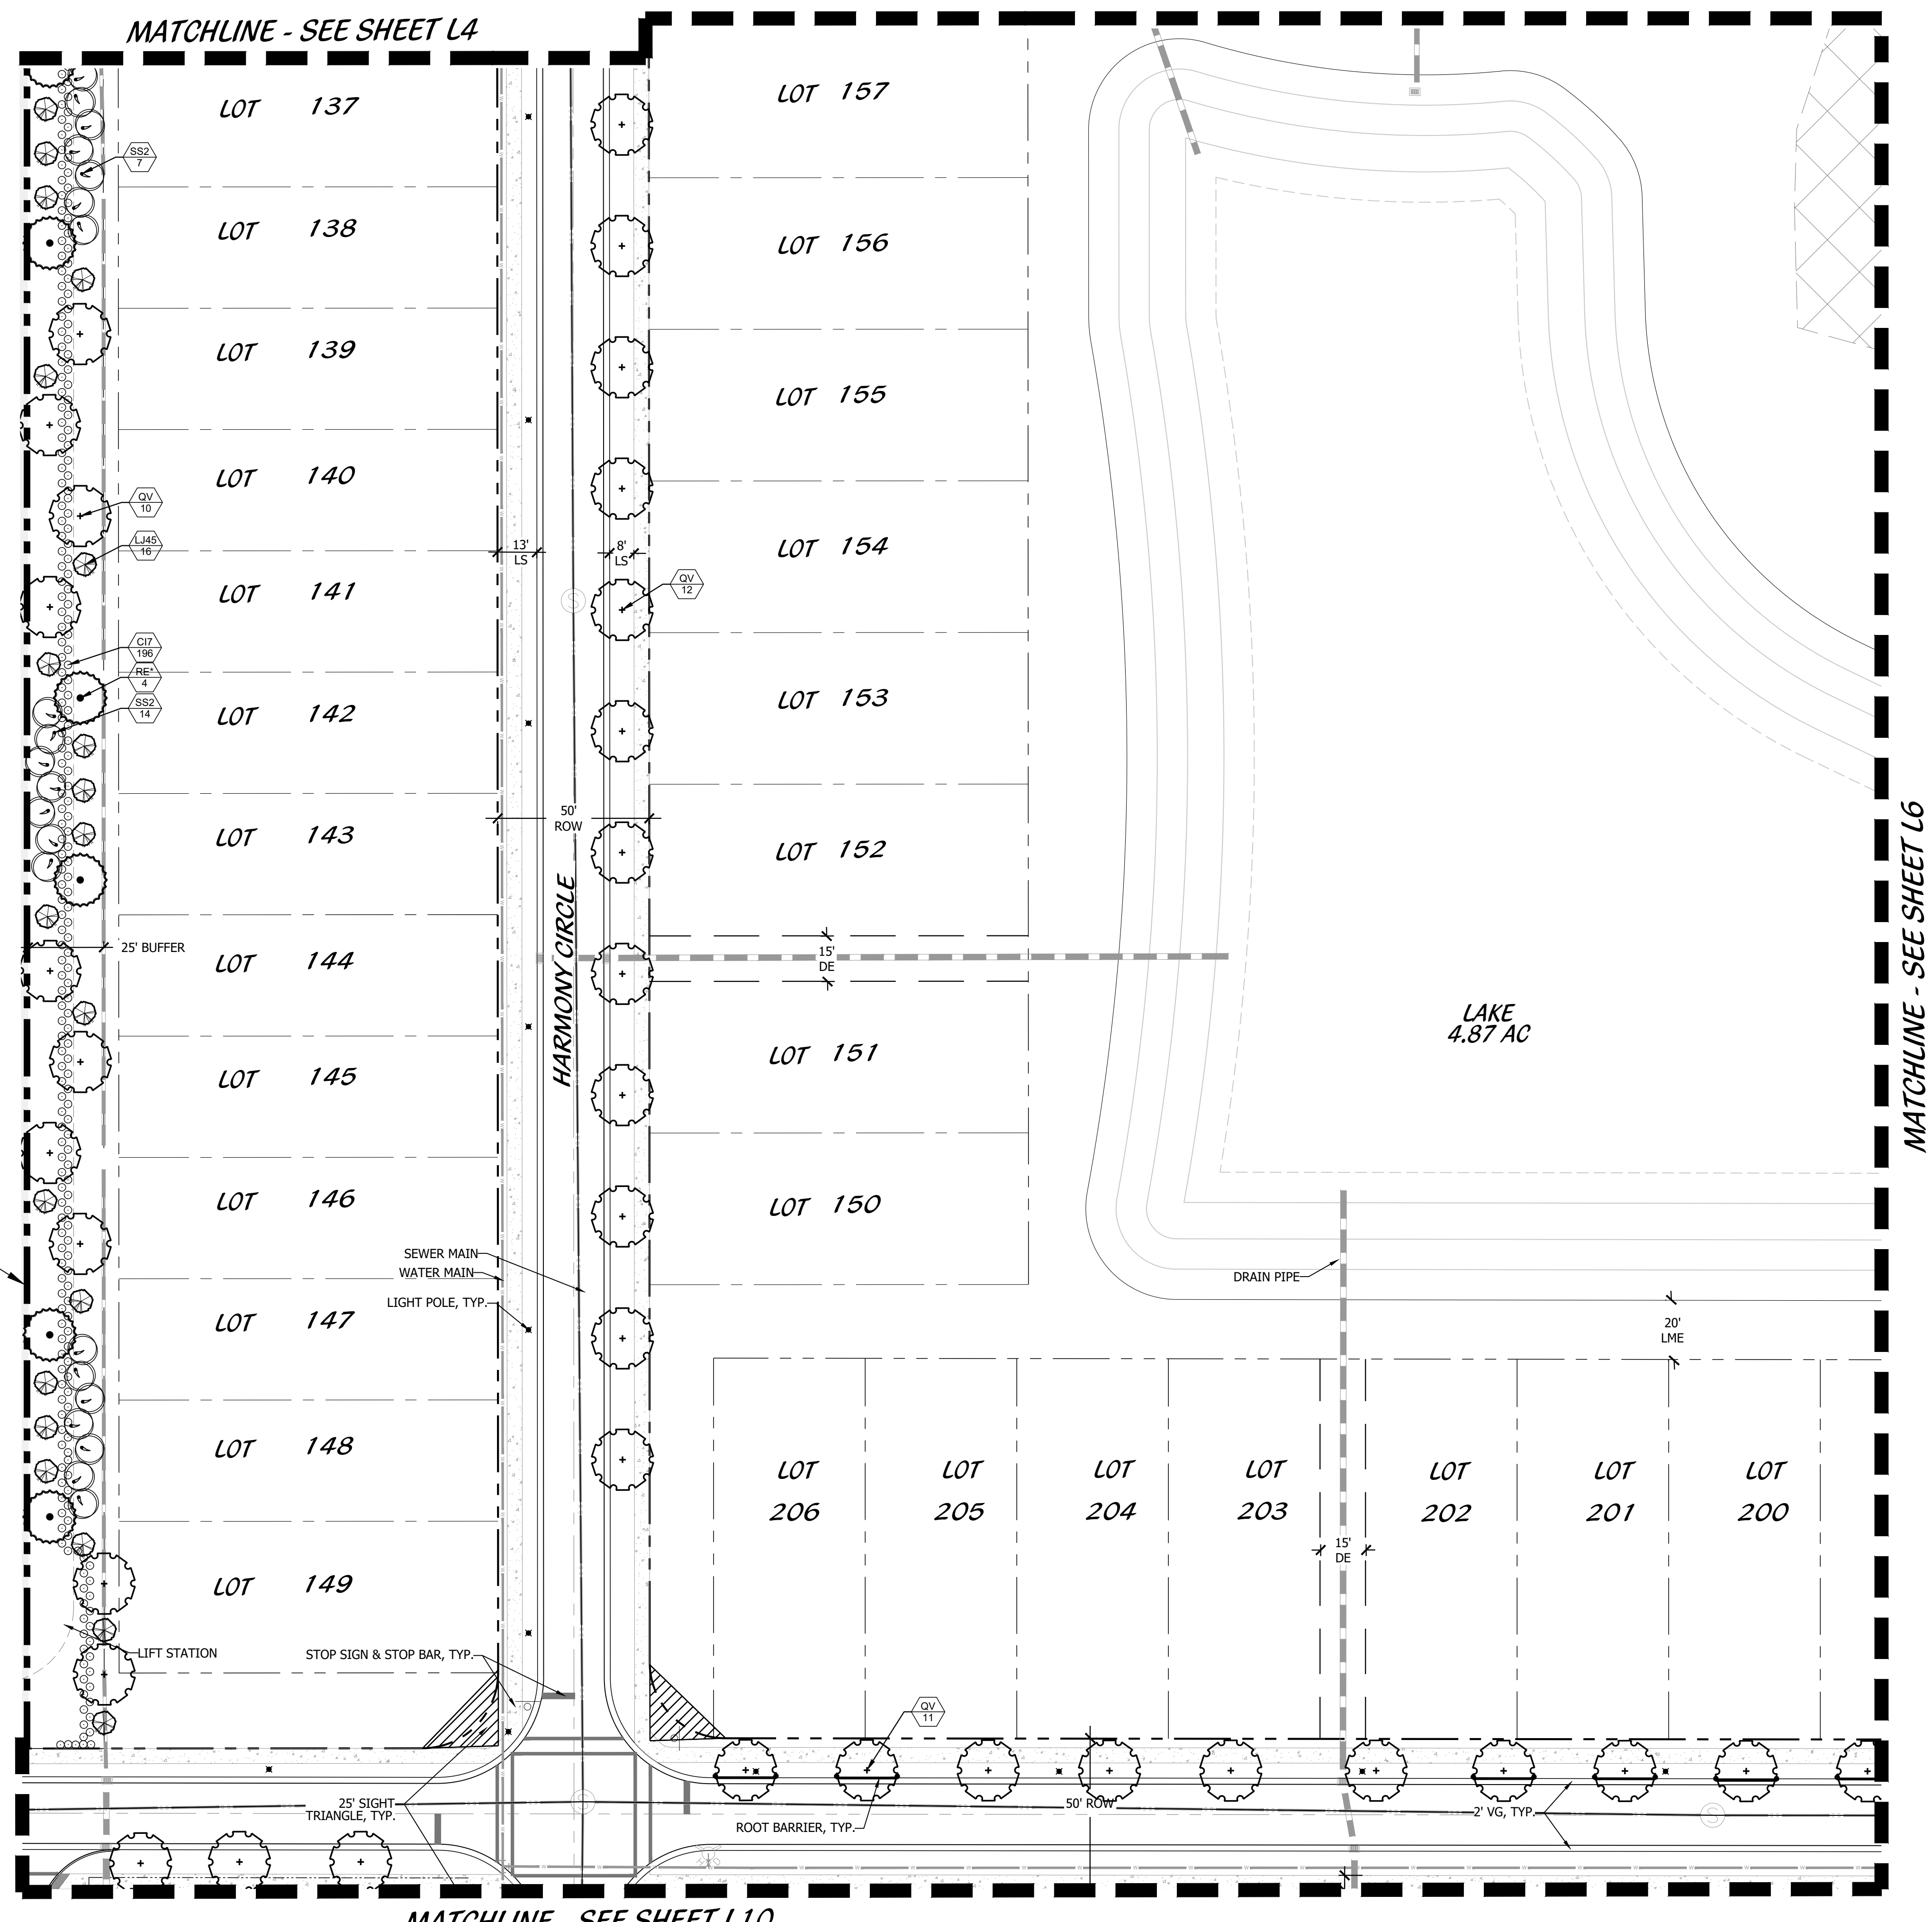 MATCHLINE - SEE SHEET L4
LOT 137
LOT 157
SS2
7
LOT 138
LOT 156
LOT 139
LOT 155
LOT 140
QV
10
LJ45
16
13'
LS
8'
LS
LOT 154
QV
12
LOT 141
CI7
196
RE*
4
SS2
14
LOT 142
LOT 153
50'
ROW
LOT 143
LOT 152
HARMONY CIRCLE
25' BUFFER
LOT 144
15'
DE
MATCHLINE - SEE SHEET L6
LAKE
4.87 AC
LOT 145
LOT 151
LOT 146
LOT 150
SEWER MAIN
WATER MAIN
LIGHT POLE, TYP.
DRAIN PIPE
LOT 147
20'
LME
LOT 148
LOT
206
LOT
205
LOT
204
LOT
203
LOT
202
LOT
201
LOT
200
15'
DE
LOT 149
LIFT STATION
STOP SIGN & STOP BAR, TYP.
QV
11
S
S
S
25' SIGHT
TRIANGLE, TYP.
50' ROW
2' VG, TYP.
ROOT BARRIER, TYP.
MATCHLINE - SEE SHEET L10